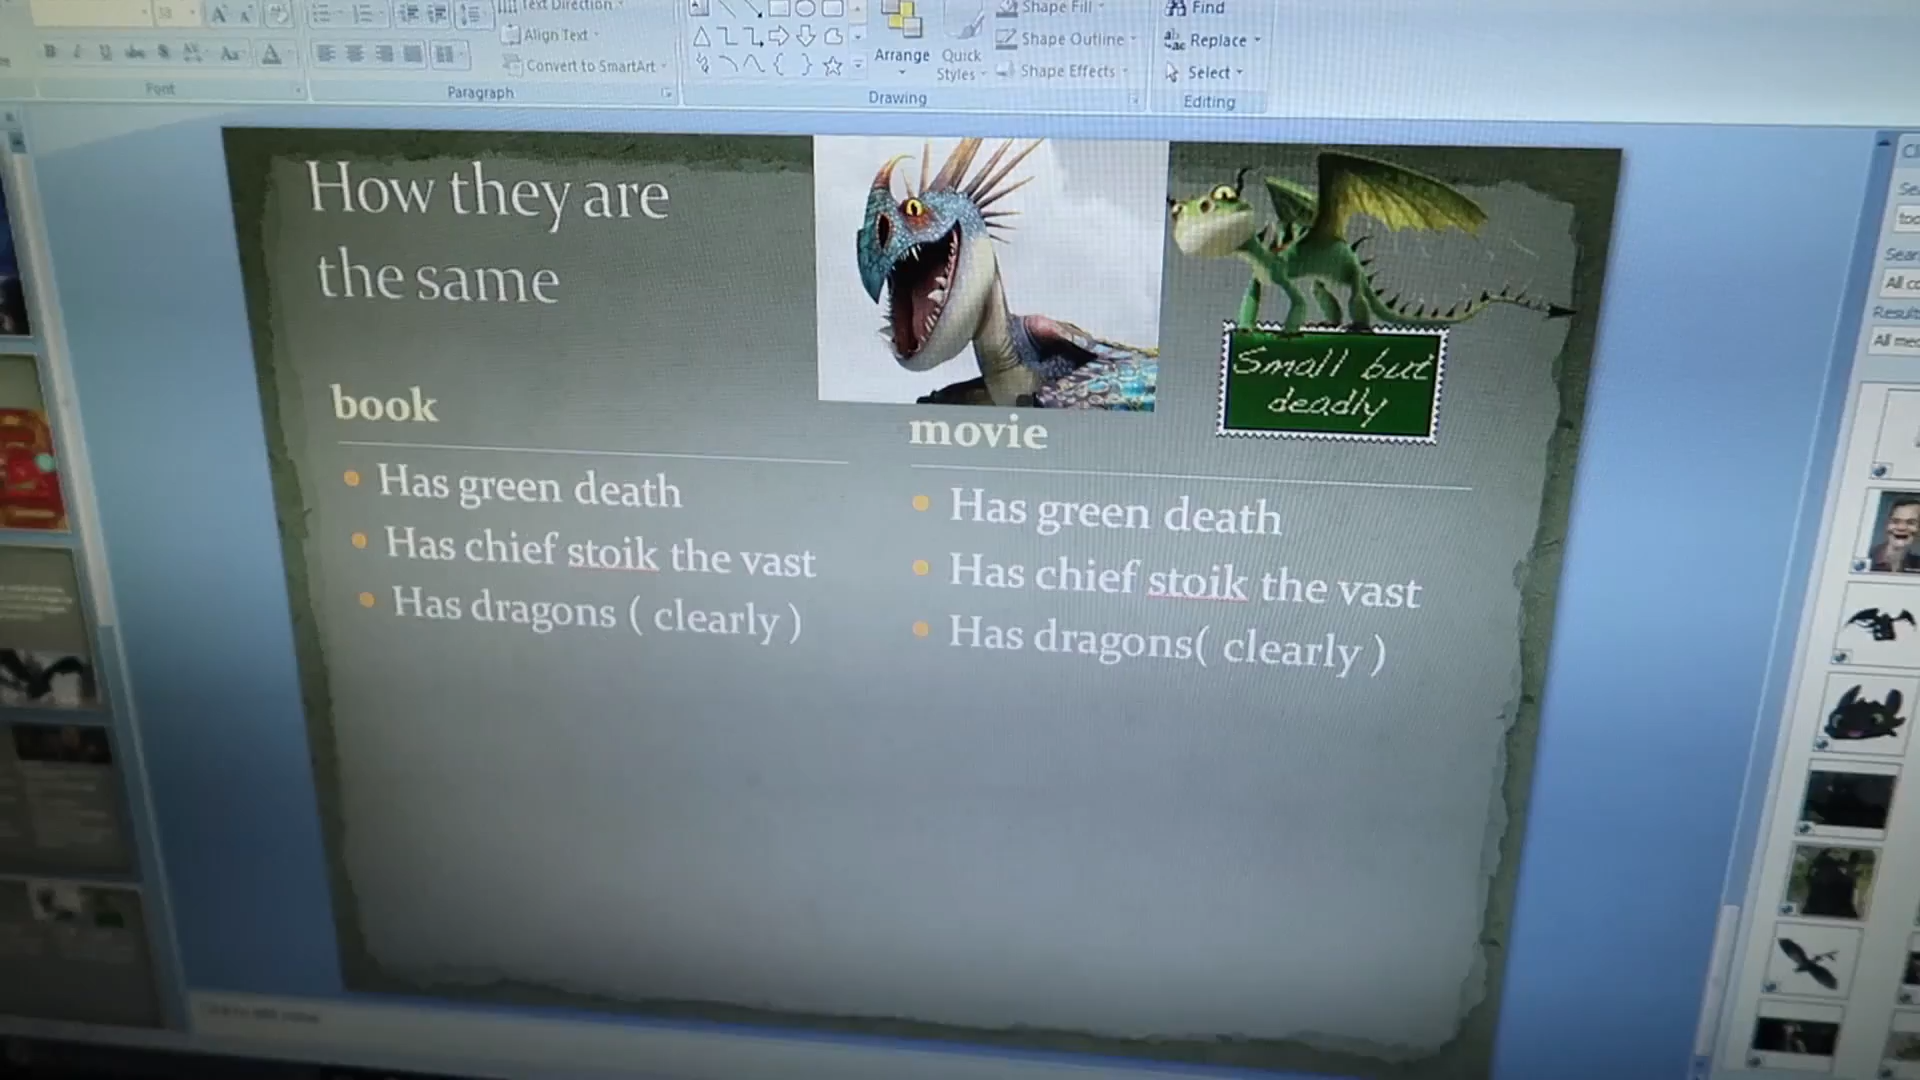 Text Direction
Align Text
Convert to SmartArt
Font
Paragraph
Arrange
Quick
Styles
Shape Fill
Shape Outline
Shape Effects
Drawing
Find
Replace
Select
Editing
How they are
the same
Small but
deadly
book
Has green death
Has chief stoik the vast
Has dragons ( clearly )
movie
Has green death
Has chief stoik the vast
Has dragons( clearly )